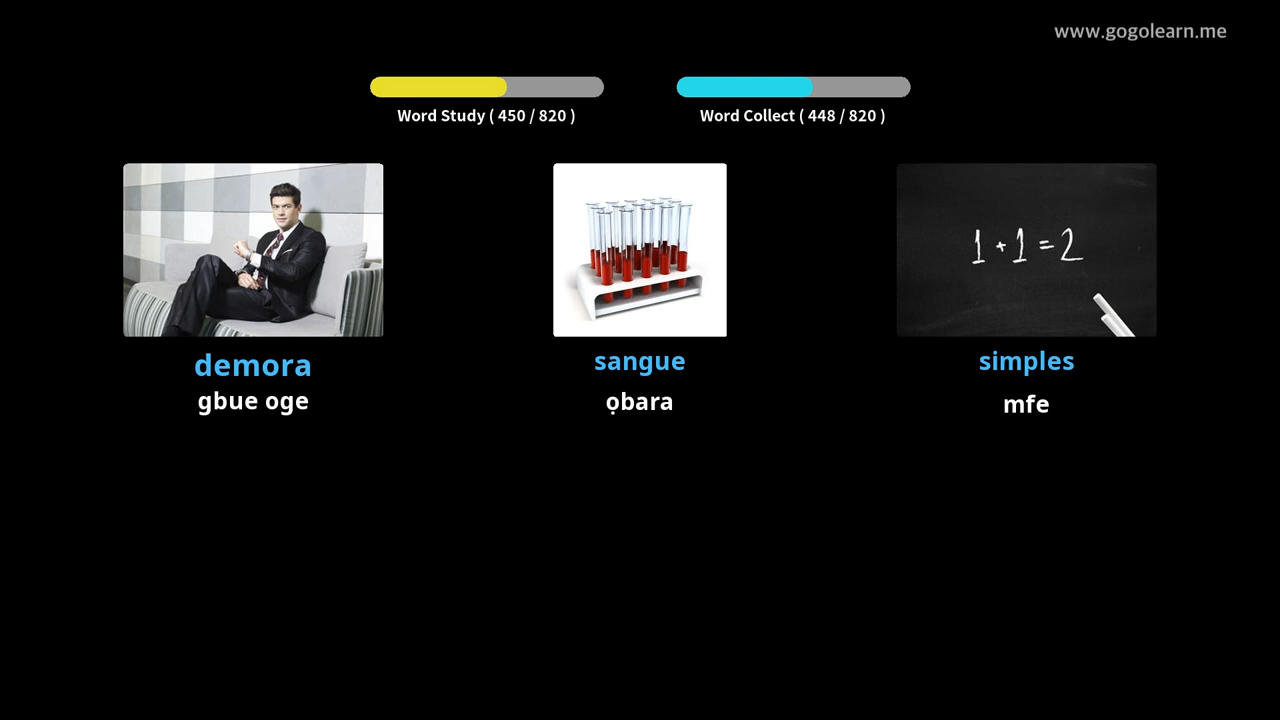 www.gogolearn.me
Word Study ( 450 / 820 )
Word Collect ( 448 / 820 )
1 + 1 = 2
demora
gbue oge
sangue
ọbara
simples
mfe